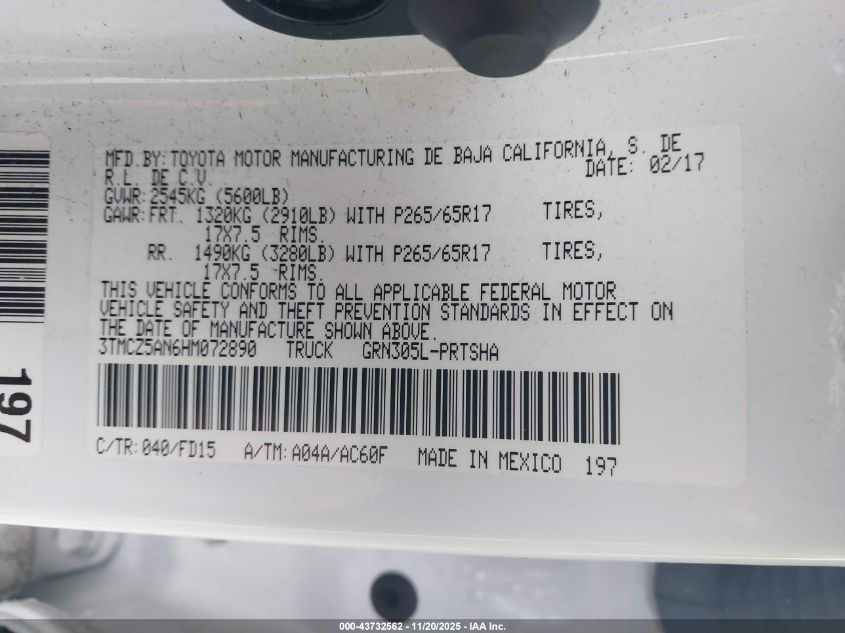 MFD.BY:TOYOTA MOTOR MANUFACTURING DE BAJA CALIFORNIA, S. DE
R.L. DE C.V. DATE: 02/17
GVWR:2545KG (5600LB)
GAWR:FRT. 1320KG (2910LB) WITH P265/65R17 TIRES,
17X7.5 RIMS.
RR. 1490KG (3280LB) WITH P265/65R17 TIRES,
17X7.5 RIMS.
THIS VEHICLE CONFORMS TO ALL APPLICABLE FEDERAL MOTOR
VEHICLE SAFETY AND THEFT PREVENTION STANDARDS IN EFFECT ON
THE DATE OF MANUFACTURE SHOWN ABOVE.
3TMCZ5AN6HM072890 TRUCK GRN305L-PRTSHA
C/TR:040/FD15 A/TM:A04A/AC60F MADE IN MEXICO 197
197
000-43732562 - 11/20/2025 - IAA Inc.